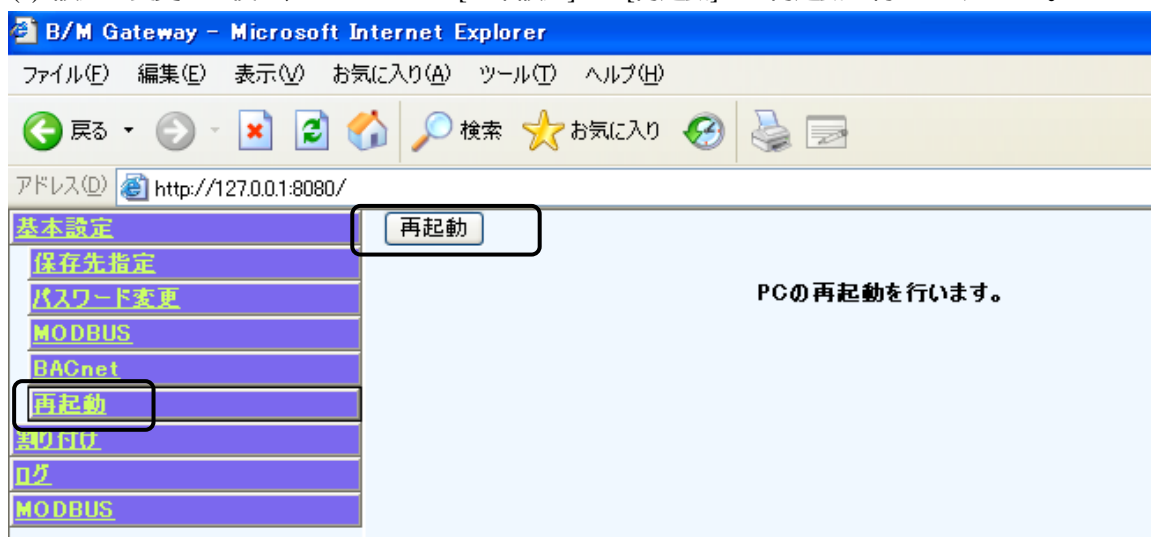 B/M Gateway - Microsoft Internet Explorer
ファイル(F) 編集(E) 表示(V) お気に入り(A) ツール(T) ヘルプ(H)
戻る 検索 お気に入り
アドレス(D) http://127.0.0.1:8080/
基本設定
再起動
保存先指定
パスワード変更
PCの再起動を行います。
MODBUS
BACnet
再起動
割り付け
ログ
MODBUS